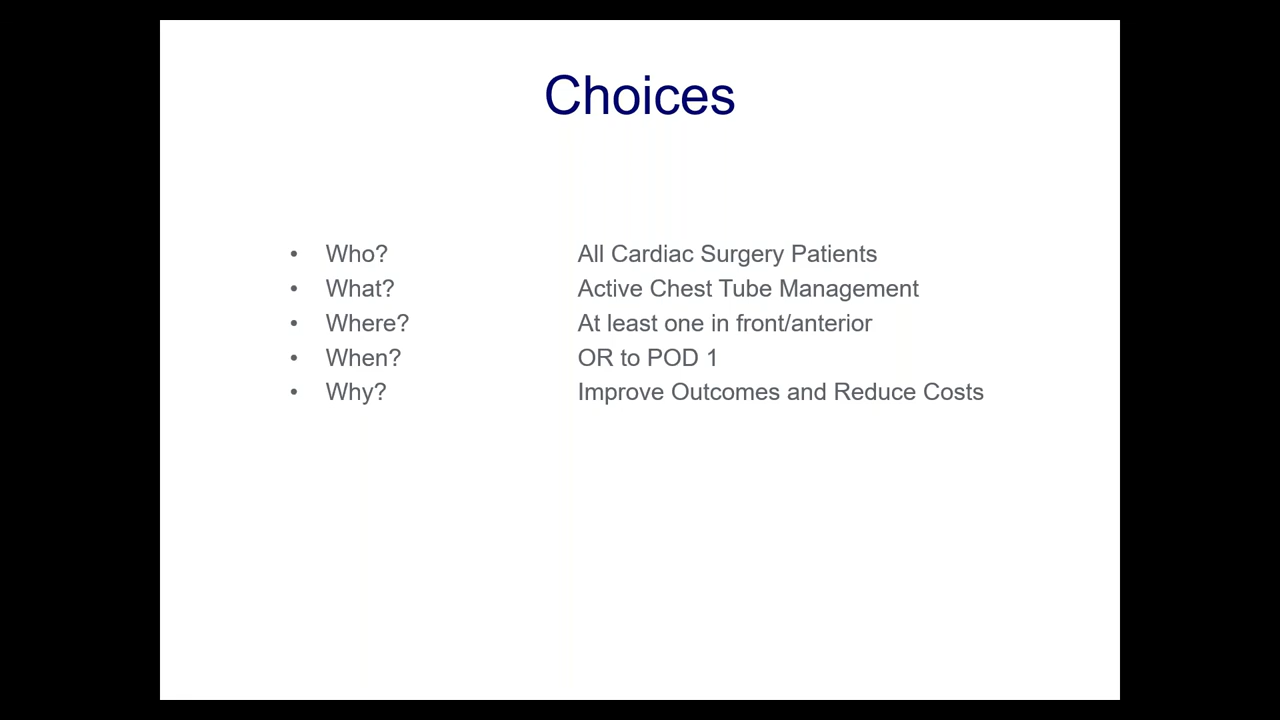 Choices
• Who? All Cardiac Surgery Patients
• What? Active Chest Tube Management
• Where? At least one in front/anterior
• When? OR to POD 1
• Why? Improve Outcomes and Reduce Costs